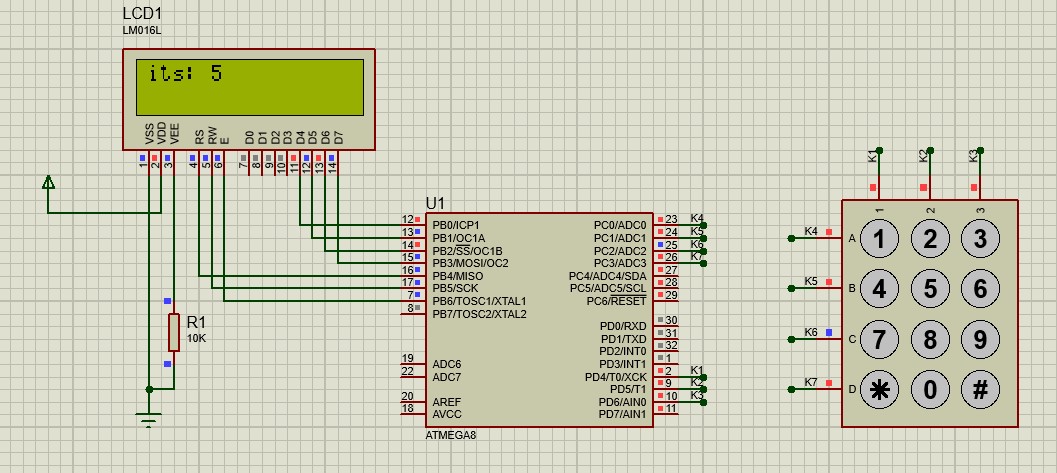 LCD1
LM016L
its: 5
VSS VDD VEE RS RW E D0 D1 D2 D3 D4 D5 D6 D7
1 2 3 4 5 6 7 8 9 10 11 12 13 14
R1
10K
U1
12 PB0/ICP1 PC0/ADC0 23 K4
13 PB1/OC1A PC1/ADC1 24 K5
14 PB2/SS/OC1B PC2/ADC2 25 K6
15 PB3/MOSI/OC2 PC3/ADC3 26 K7
16 PB4/MISO PC4/ADC4/SDA 27
17 PB5/SCK PC5/ADC5/SCL 28
7 PB6/TOSC1/XTAL1 PC6/RESET 29
8 PB7/TOSC2/XTAL2
PD0/RXD 30
PD1/TXD 31
PD2/INT0 32
19 ADC6 PD3/INT1 1
22 ADC7 PD4/T0/XCK 2 K1
PD5/T1 9 K2
20 AREF PD6/AIN0 10 K3
18 AVCC PD7/AIN1 11
ATMEGA8
K1 K2 K3
1 2 3
K4 A 1 2 3
K5 B 4 5 6
K6 C 7 8 9
K7 D * 0 #